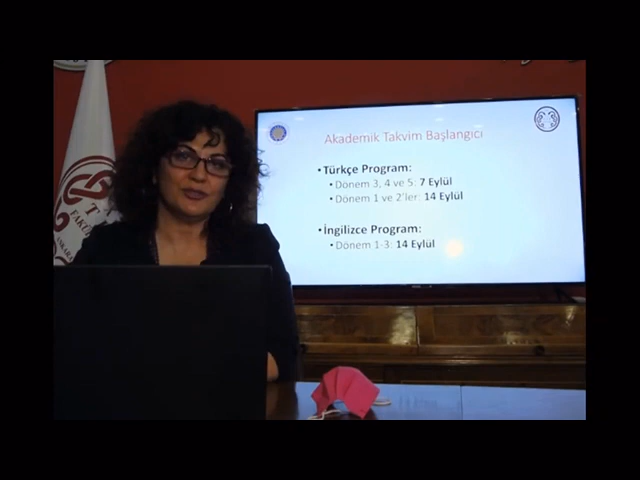 Akademik Takvim Başlangıcı
•Türkçe Program:
• Dönem 3, 4 ve 5: 7 Eylül
• Dönem 1 ve 2'ler: 14 Eylül
•İngilizce Program:
• Dönem 1-3: 14 Eylül